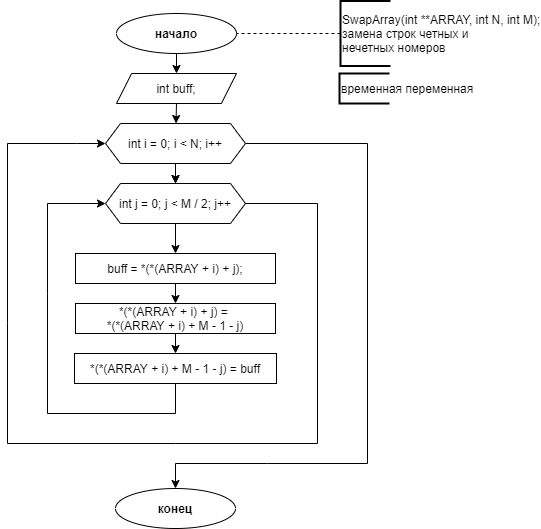 начало
SwapArray(int **ARRAY, int N, int M);
замена строк четных и
нечетных номеров
int buff;
временная переменная
int i = 0; i < N; i++
int j = 0; j < M / 2; j++
buff = *(*(ARRAY + i) + j);
*(*(ARRAY + i) + j) =
*(*(ARRAY + i) + M - 1 - j)
*(*(ARRAY + i) + M - 1 - j) = buff
конец